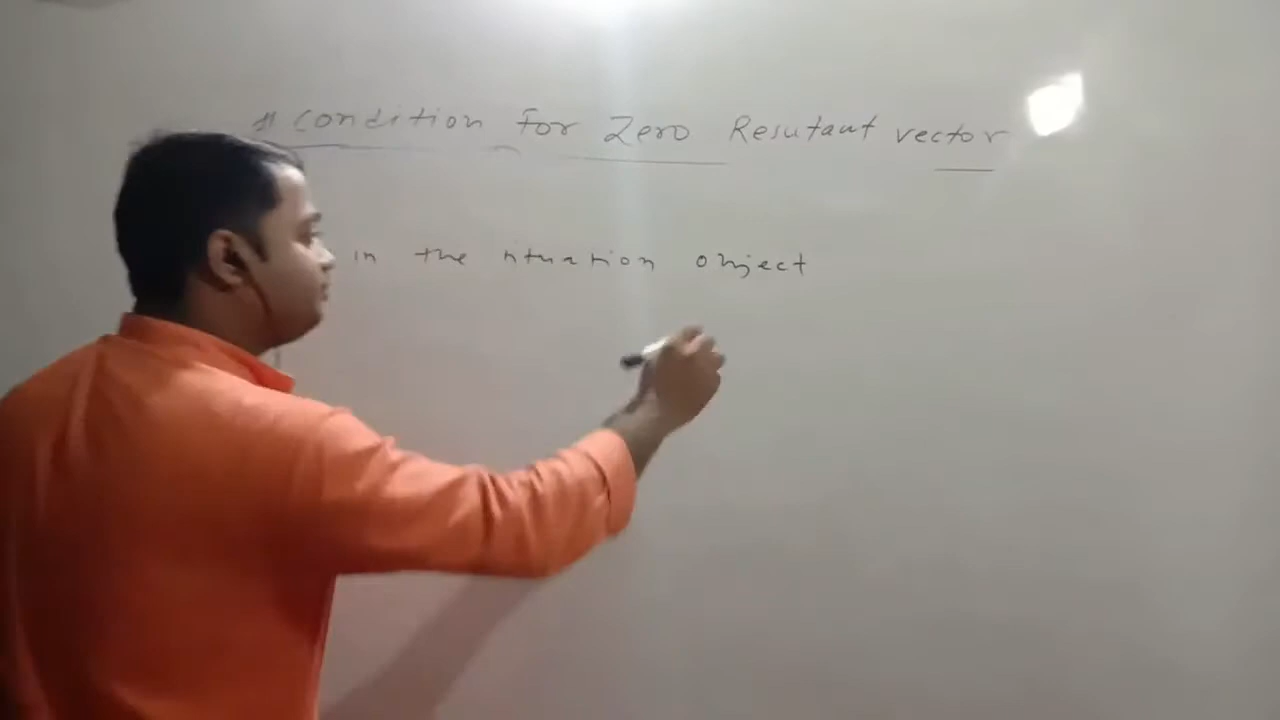 # Condition For Zero Resutant vector
in the situation object